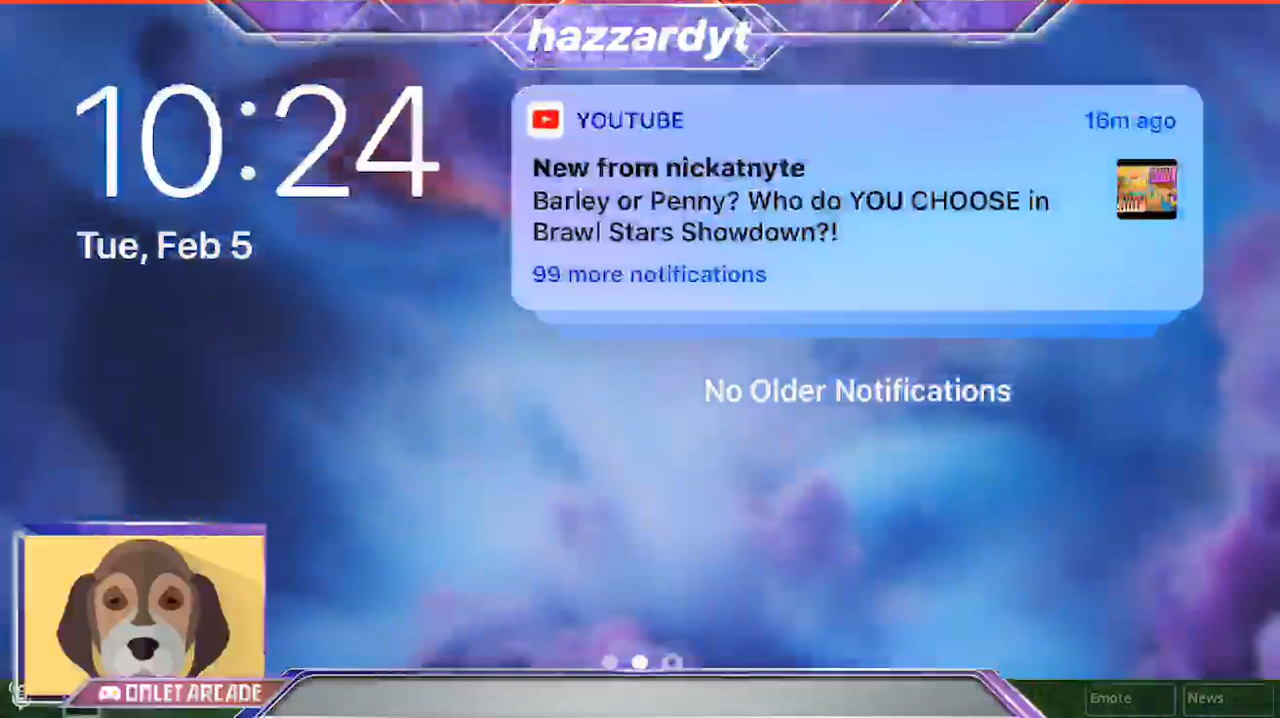 hazzardyt
10:24
Tue, Feb 5
YOUTUBE
16m ago
New from nickatnyte
Barley or Penny? Who do YOU CHOOSE in
Brawl Stars Showdown?!
99 more notifications
No Older Notifications
OMLET ARCADE
Emote
News